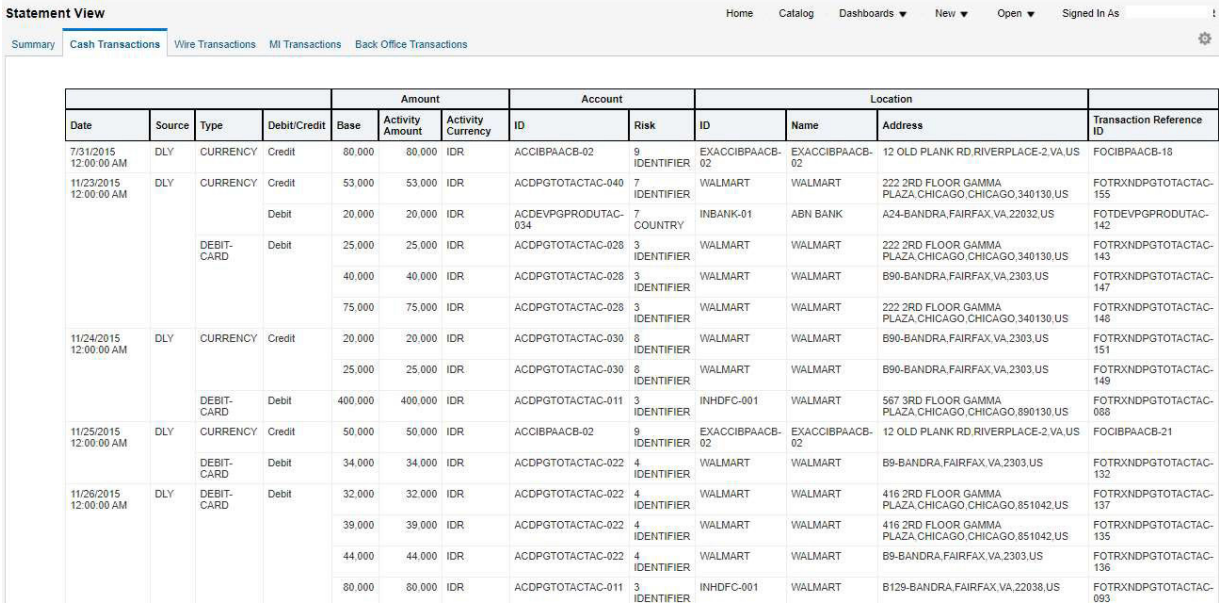 Statement View
Home Catalog Dashboards New Open Signed In As
Summary Cash Transactions Wire Transactions MI Transactions Back Office Transactions
Amount Account Location
Date Source Type Debit/Credit Base Activity Amount Activity Currency ID Risk ID Name Address Transaction Reference ID
7/31/2015 12:00:00 AM DLY CURRENCY Credit 80,000 80,000 IDR ACCIBPAACB-02 9 IDENTIFIER EXACCIBPAACB-02 EXACCIBPAACB-02 12 OLD PLANK RD,RIVERPLACE-2,VA,US FOCIBPAACB-18
11/23/2015 12:00:00 AM DLY CURRENCY Credit 53,000 53,000 IDR ACDPGTOTACTAC-040 7 IDENTIFIER WALMART WALMART 222 2RD FLOOR GAMMA PLAZA,CHICAGO,CHICAGO,340130,US FOTRXNDPGTOTACTAC-155
Debit 20,000 20,000 IDR ACDEVPGPRODUTAC-034 7 COUNTRY INBANK-01 ABN BANK A24-BANDRA,FAIRFAX,VA,22032,US FOTDEVPGPRODUTAC-142
DEBIT-CARD Debit 25,000 25,000 IDR ACDPGTOTACTAC-028 3 IDENTIFIER WALMART WALMART 222 2RD FLOOR GAMMA PLAZA,CHICAGO,CHICAGO,340130,US FOTRXNDPGTOTACTAC-143
40,000 40,000 IDR ACDPGTOTACTAC-028 3 IDENTIFIER WALMART WALMART B90-BANDRA,FAIRFAX,VA,2303,US FOTRXNDPGTOTACTAC-147
75,000 75,000 IDR ACDPGTOTACTAC-028 3 IDENTIFIER WALMART WALMART 222 2RD FLOOR GAMMA PLAZA,CHICAGO,CHICAGO,340130,US FOTRXNDPGTOTACTAC-148
11/24/2015 12:00:00 AM DLY CURRENCY Credit 20,000 20,000 IDR ACDPGTOTACTAC-030 8 IDENTIFIER WALMART WALMART B90-BANDRA,FAIRFAX,VA,2303,US FOTRXNDPGTOTACTAC-151
25,000 25,000 IDR ACDPGTOTACTAC-030 8 IDENTIFIER WALMART WALMART B90-BANDRA,FAIRFAX,VA,2303,US FOTRXNDPGTOTACTAC-149
DEBIT-CARD Debit 400,000 400,000 IDR ACDPGTOTACTAC-011 3 IDENTIFIER INHDFC-001 WALMART 567 3RD FLOOR GAMMA PLAZA,CHICAGO,CHICAGO,890130,US FOTRXNDPGTOTACTAC-088
11/25/2015 12:00:00 AM DLY CURRENCY Credit 50,000 50,000 IDR ACCIBPAACB-02 9 IDENTIFIER EXACCIBPAACB-02 EXACCIBPAACB-02 12 OLD PLANK RD,RIVERPLACE-2,VA,US FOCIBPAACB-21
DEBIT-CARD Debit 34,000 34,000 IDR ACDPGTOTACTAC-022 4 IDENTIFIER WALMART WALMART B9-BANDRA,FAIRFAX,VA,2303,US FOTRXNDPGTOTACTAC-132
11/26/2015 12:00:00 AM DLY DEBIT-CARD Debit 32,000 32,000 IDR ACDPGTOTACTAC-022 4 IDENTIFIER WALMART WALMART 416 2RD FLOOR GAMMA PLAZA,CHICAGO,CHICAGO,851042,US FOTRXNDPGTOTACTAC-137
39,000 39,000 IDR ACDPGTOTACTAC-022 4 IDENTIFIER WALMART WALMART 416 2RD FLOOR GAMMA PLAZA,CHICAGO,CHICAGO,851042,US FOTRXNDPGTOTACTAC-135
44,000 44,000 IDR ACDPGTOTACTAC-022 4 IDENTIFIER WALMART WALMART B9-BANDRA,FAIRFAX,VA,2303,US FOTRXNDPGTOTACTAC-136
80,000 80,000 IDR ACDPGTOTACTAC-011 3 IDENTIFIER INHDFC-001 WALMART B129-BANDRA,FAIRFAX,VA,22038,US FOTRXNDPGTOTACTAC-093